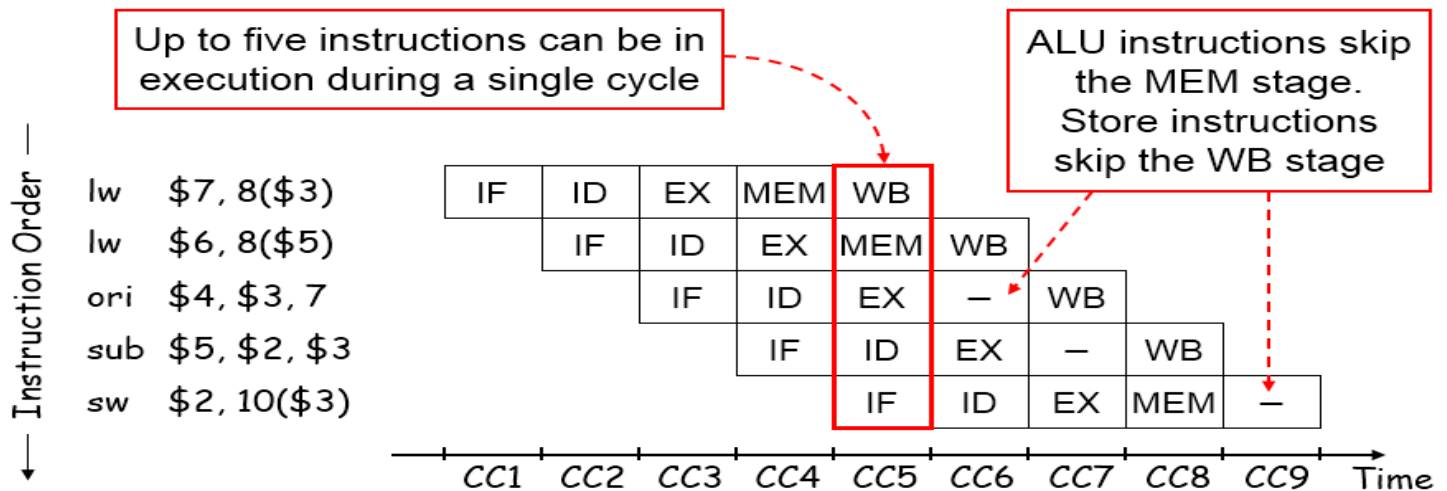 Up to five instructions can be in
execution during a single cycle
ALU instructions skip
the MEM stage.
Store instructions
skip the WB stage
Instruction Order
lw $7, 8($3) IF ID EX MEM WB
lw $6, 8($5) IF ID EX MEM WB
ori $4, $3, 7 IF ID EX – WB
sub $5, $2, $3 IF ID EX – WB
sw $2, 10($3) IF ID EX MEM –
CC1 CC2 CC3 CC4 CC5 CC6 CC7 CC8 CC9 Time